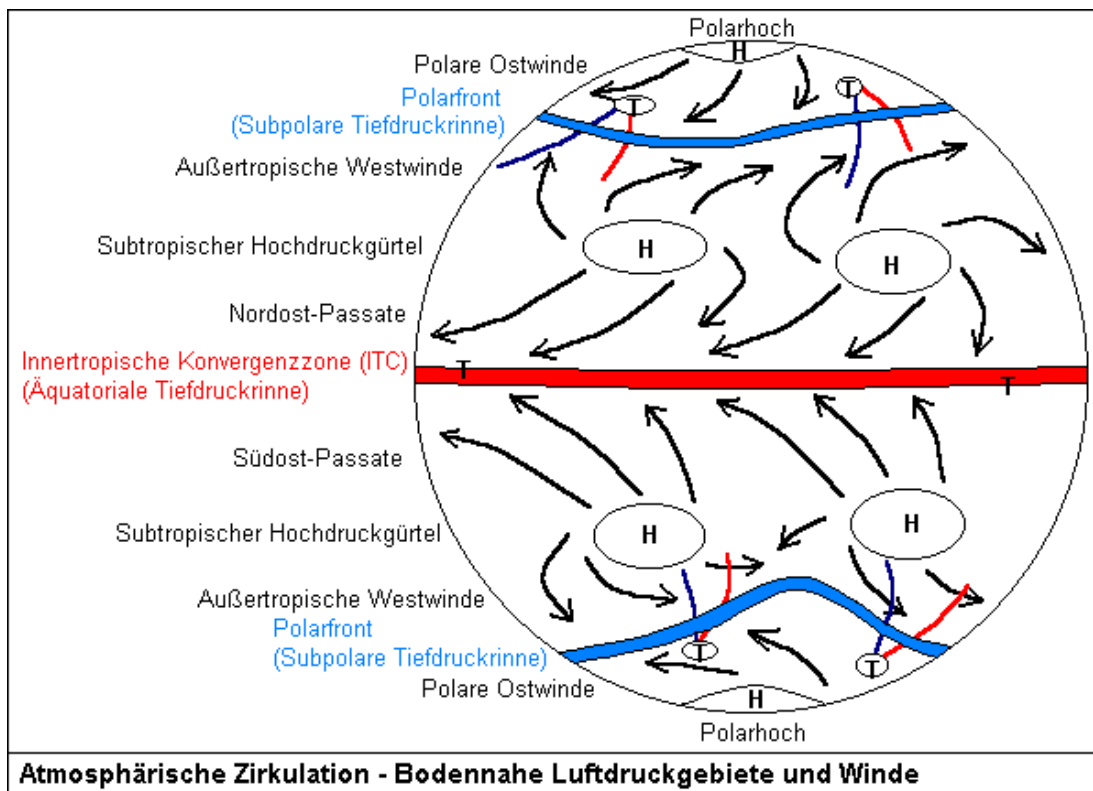 Polarhoch
H
Polare Ostwinde
T
T
Polarfront
(Subpolare Tiefdruckrinne)
Außertropische Westwinde
Subtropischer Hochdruckgürtel
H
H
Nordost-Passate
Innertropische Konvergenzzone (ITC)
T
(Äquatoriale Tiefdruckrinne)
T
Südost-Passate
Subtropischer Hochdruckgürtel
H
H
Außertropische Westwinde
Polarfront
(Subpolare Tiefdruckrinne)
T
T
Polare Ostwinde
H
Polarhoch
Atmosphärische Zirkulation - Bodennahe Luftdruckgebiete und Winde